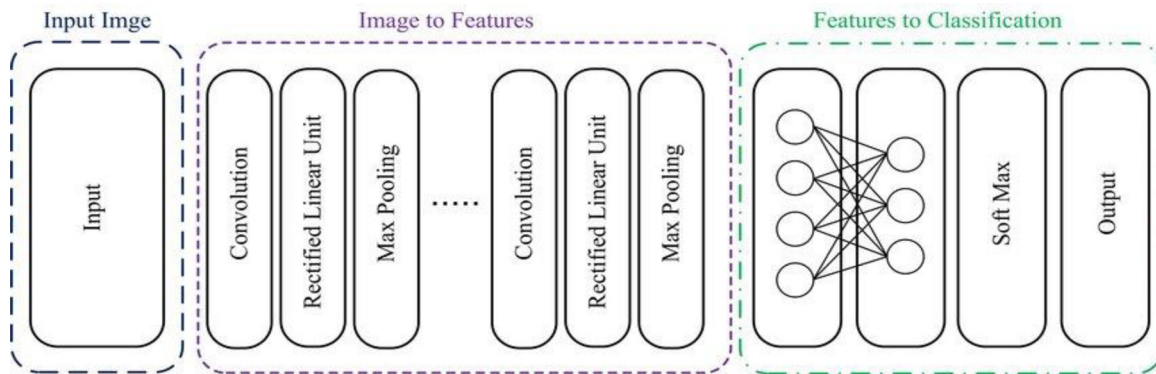 Input Imge
Image to Features
Features to Classification
Input
Convolution
Rectified Linear Unit
Max Pooling
.....
Convolution
Rectified Linear Unit
Max Pooling
Soft Max
Output